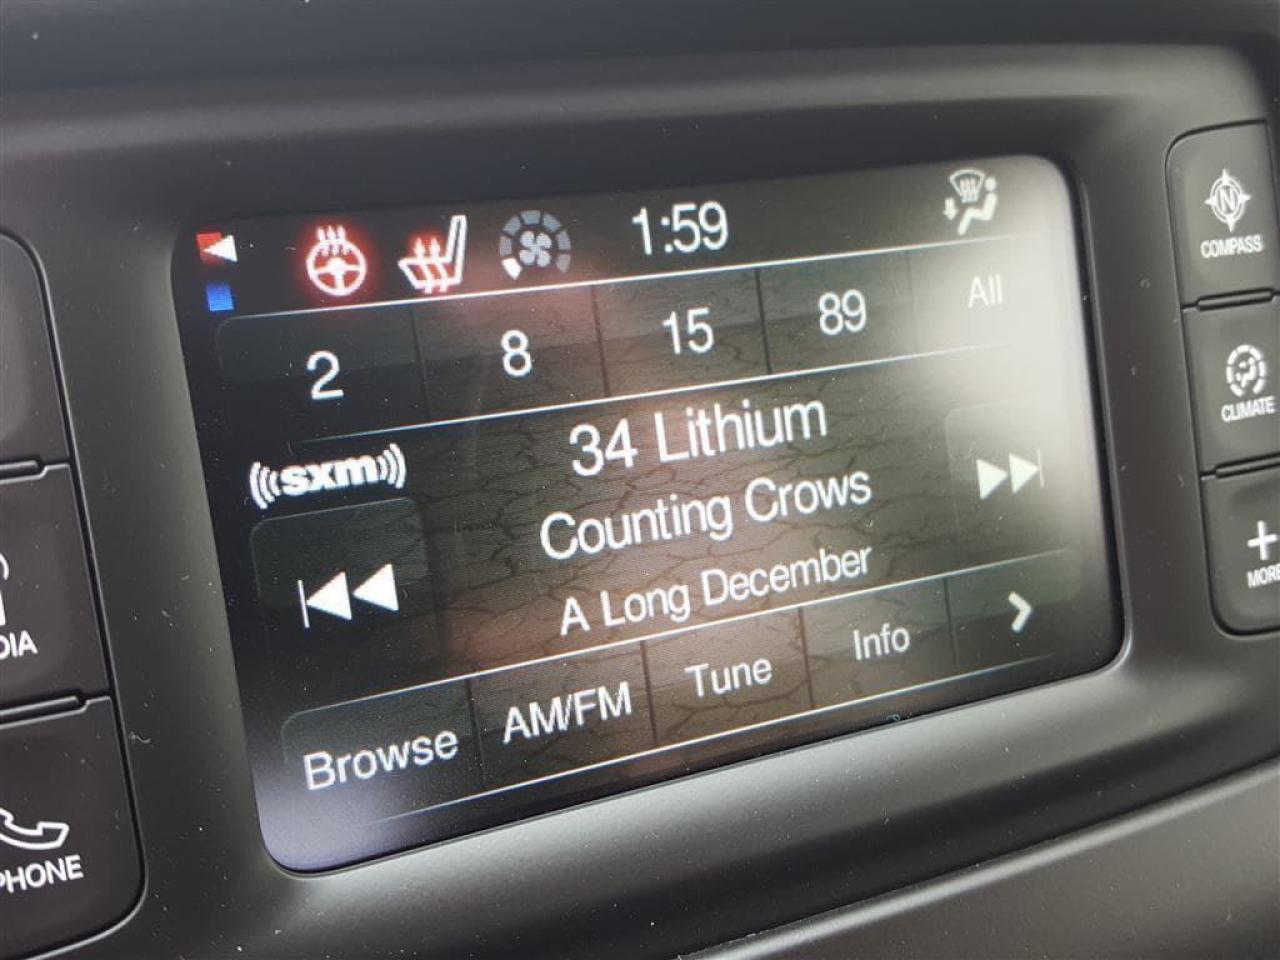 1:59
2 8 15 89 All
sxm
34 Lithium
Counting Crows
A Long December
Browse AM/FM Tune Info
N
COMPASS
CLIMATE
MORE
DIA
PHONE